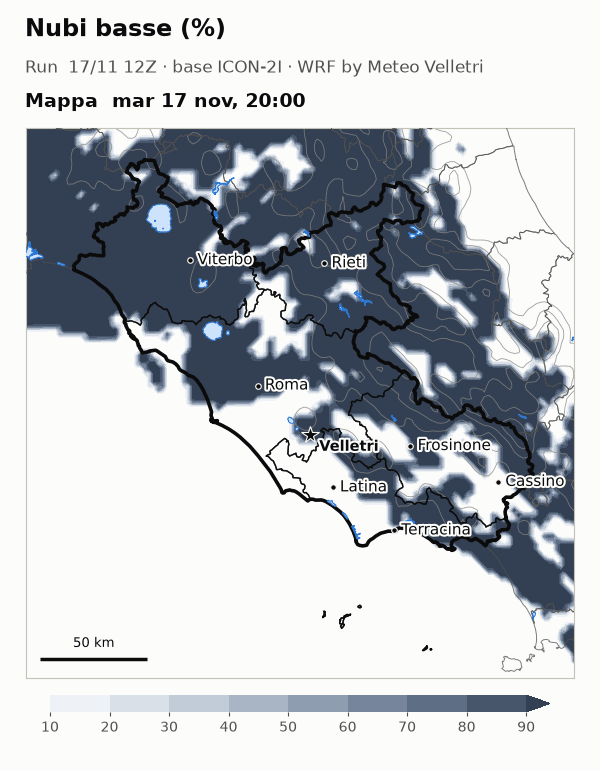 Nubi basse (%)
Run  17/11 12Z · base ICON-2I · WRF by Meteo Velletri
Mappa  mar 17 nov, 20:00
Viterbo
Rieti
Roma
Velletri
Frosinone
Latina
Cassino
Terracina
50 km
10 20 30 40 50 60 70 80 90